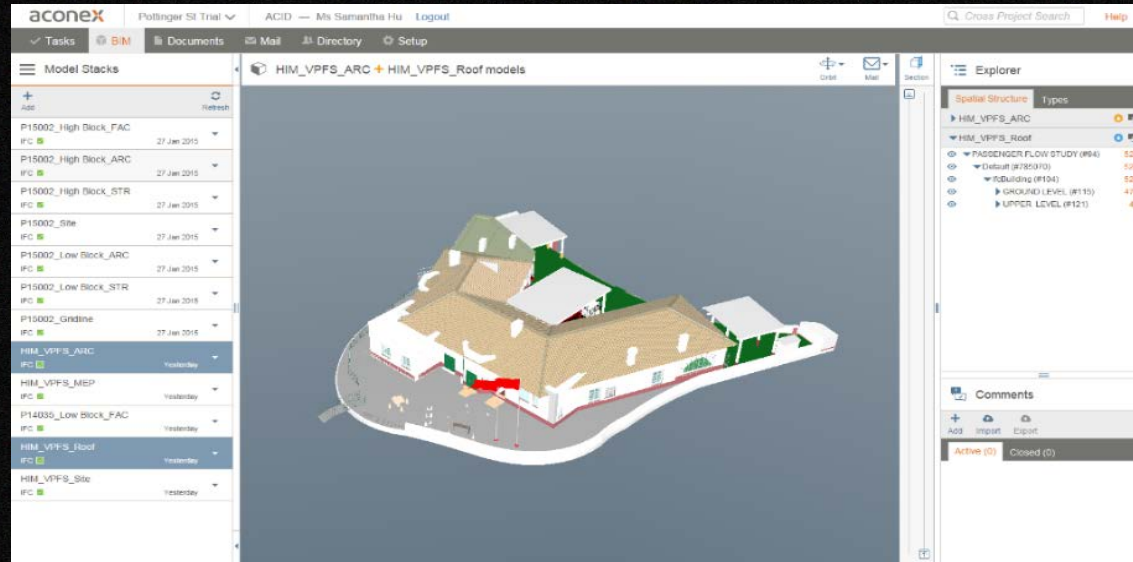 aconex
Pottinger St Trial
ACID — Ms Samantha Hu Logout
Cross Project Search
Help
Tasks
BIM
Documents
Mail
Directory
Setup
Model Stacks
Add
Refresh
P15002_High Block_FAC
IFC 27 Jan 2015
P15002_High Block_ARC
IFC 27 Jan 2015
P15002_High Block_STR
IFC 27 Jan 2015
P15002_Site
IFC 27 Jan 2015
P15002_Low Block_ARC
IFC 27 Jan 2015
P15002_Low Block_STR
IFC 27 Jan 2015
P15002_Gridline
IFC 27 Jan 2015
HIM_VPFS_ARC
IFC Yesterday
HIM_VPFS_MEP
IFC Yesterday
P14035_Low Block_FAC
IFC Yesterday
HIM_VPFS_Roof
IFC Yesterday
HIM_VPFS_Site
IFC Yesterday
HIM_VPFS_ARC + HIM_VPFS_Roof models
Orbit
Mail
Section
Explorer
Spatial Structure Types
HIM_VPFS_ARC
HIM_VPFS_Roof
PASSENGER FLOW STUDY (#94)
Default (#785070)
IfcBuilding (#104)
GROUND LEVEL (#115)
UPPER LEVEL (#121)
Comments
Add Import Export
Active (0) Closed (0)